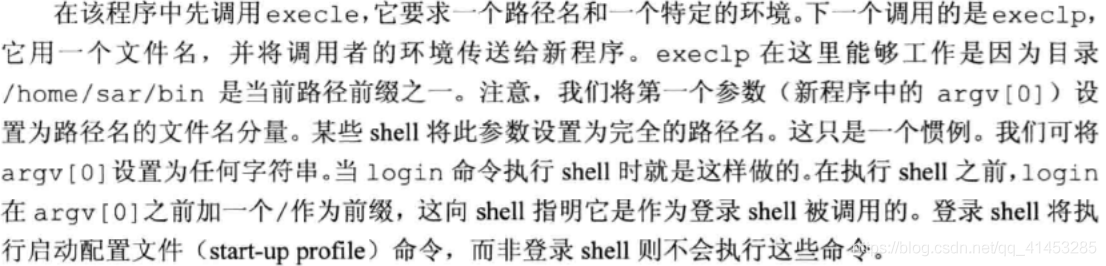 在该程序中先调用execle,它要求一个路径名和一个特定的环境。下一个调用的是execlp,
它用一个文件名，并将调用者的环境传送给新程序。execlp 在这里能够工作是因为目录
/home/sar/bin 是当前路径前缀之一。注意，我们将第一个参数（新程序中的 argv[0]）设
置为路径名的文件名分量。某些 shell 将此参数设置为完全的路径名。这只是一个惯例。我们可将
argv[0]设置为任何字符串。当 login 命令执行 shell 时就是这样做的。在执行 shell 之前,login
在 argv[0]之前加一个/作为前缀，这向 shell 指明它是作为登录 shell 被调用的。登录 shell 将执
行启动配置文件（start-up profile）命令，而非登录 shell 则不会执行这些命令。
https://blog.csdn.net/qq_41453285